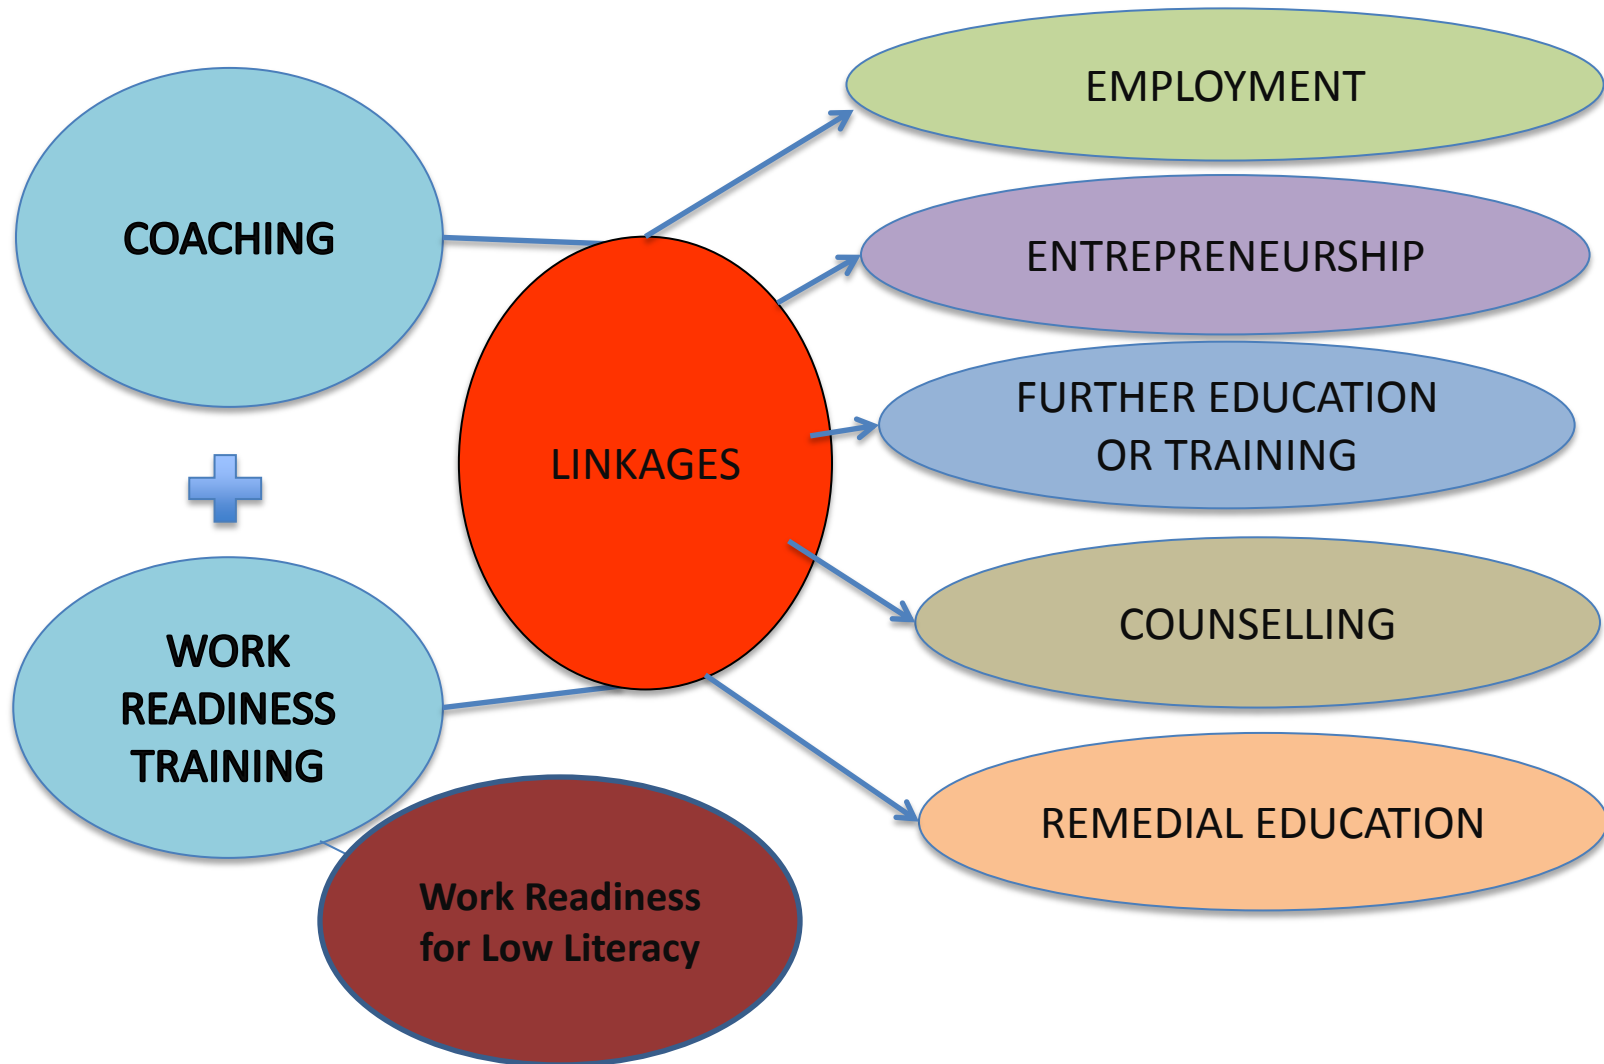 COACHING
WORK
READINESS
TRAINING
Work Readiness
for Low Literacy
LINKAGES
EMPLOYMENT
ENTREPRENEURSHIP
FURTHER EDUCATION
OR TRAINING
COUNSELLING
REMEDIAL EDUCATION